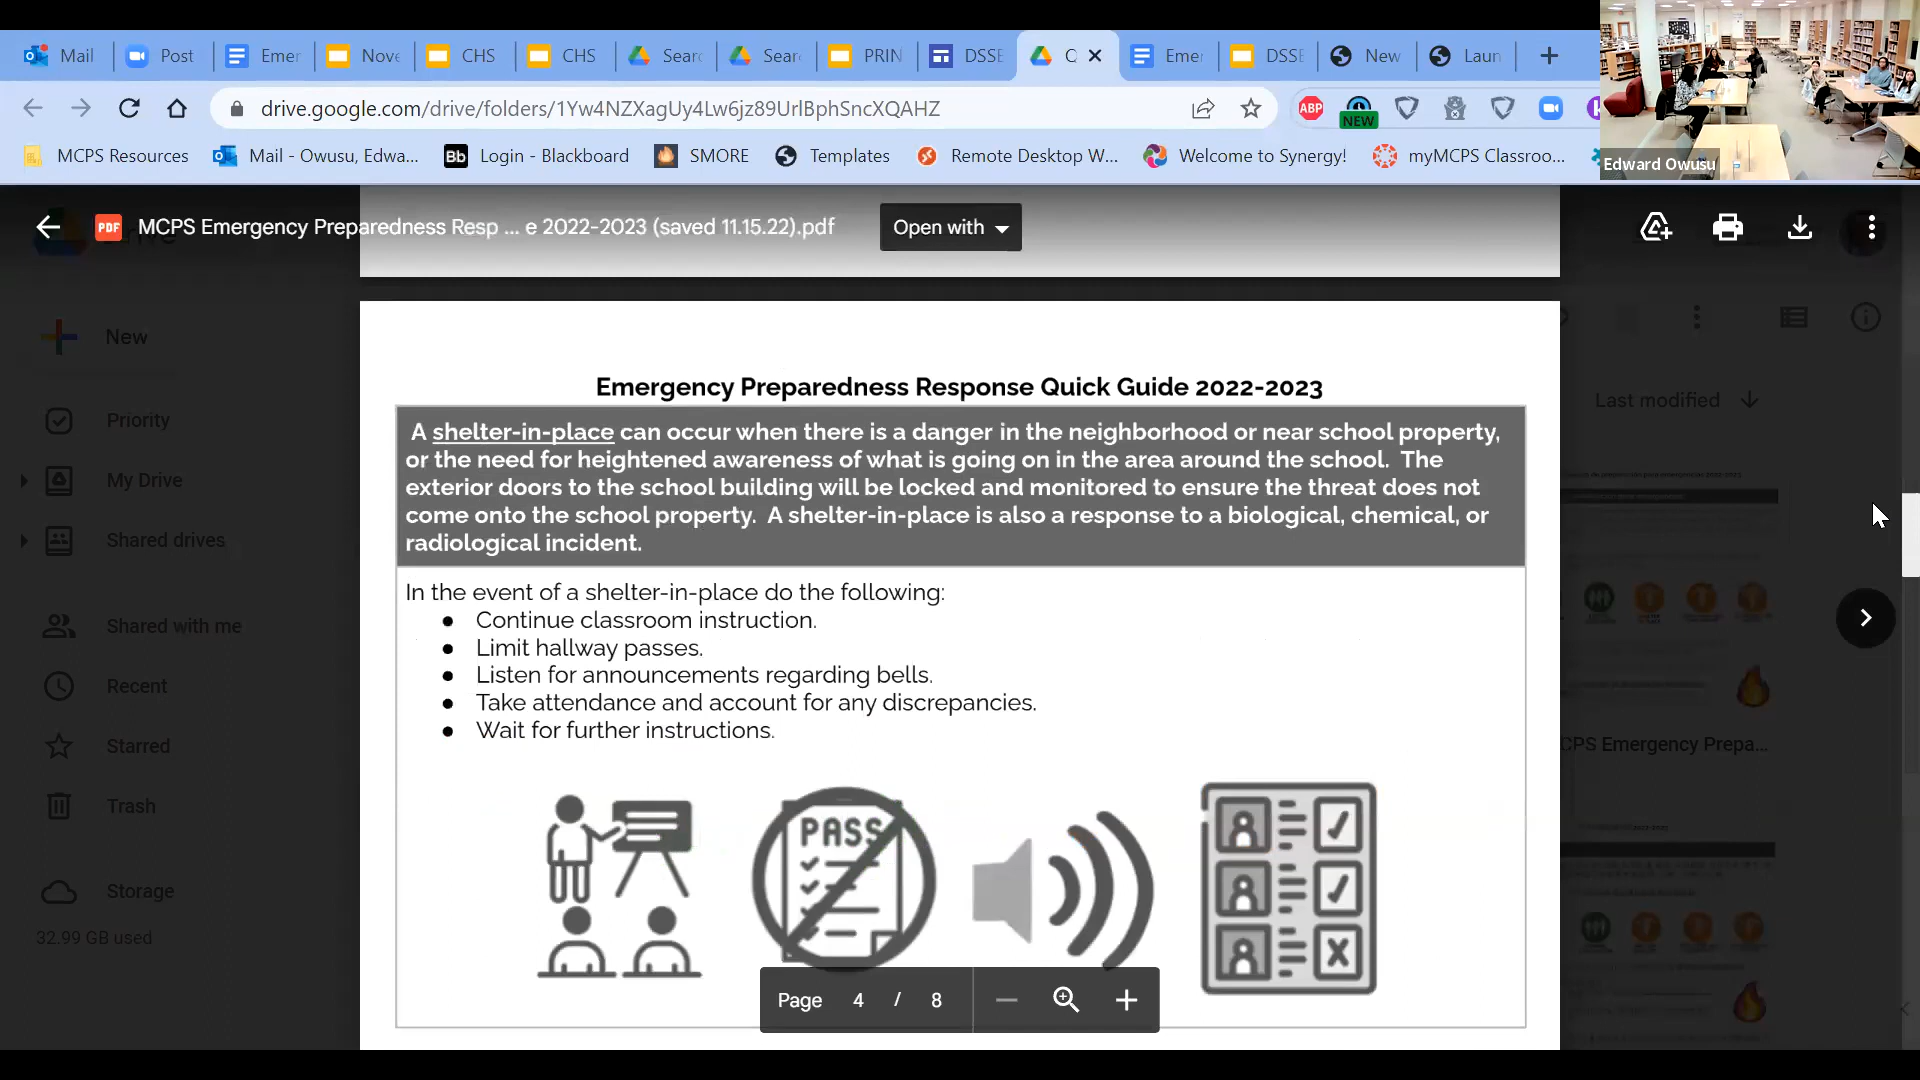 Mail
Post
Emer
Nove
CHS
CHS
Sear
Sear
PRIN
DSSE
Eme
DSSE
New
Laun
drive.google.com/drive/folders/1Yw4NZXagUy4Lw6jz89UrlBphSncXQAHZ
ABP
NEW
MCPS Resources
Mail - Owusu, Edwa...
Bb
Login - Blackboard
SMORE
Templates
Remote Desktop W...
Welcome to Synergy!
myMCPS Classroo...
Edward Owusu
PDF
MCPS Emergency Preparedness Resp ... e 2022-2023 (saved 11.15.22).pdf
Open with
New
Priority
My Drive
Shared drives
Shared with me
Recent
Starred
Trash
Storage
32.99 GB used
Last modified
CPS Emergency Prepa...
Emergency Preparedness Response Quick Guide 2022-2023
A shelter-in-place can occur when there is a danger in the neighborhood or near school property,
or the need for heightened awareness of what is going on in the area around the school. The
exterior doors to the school building will be locked and monitored to ensure the threat does not
come onto the school property. A shelter-in-place is also a response to a biological, chemical, or
radiological incident.
In the event of a shelter-in-place do the following:
● Continue classroom instruction.
● Limit hallway passes.
● Listen for announcements regarding bells.
● Take attendance and account for any discrepancies.
● Wait for further instructions.
PASS
Page 4 / 8